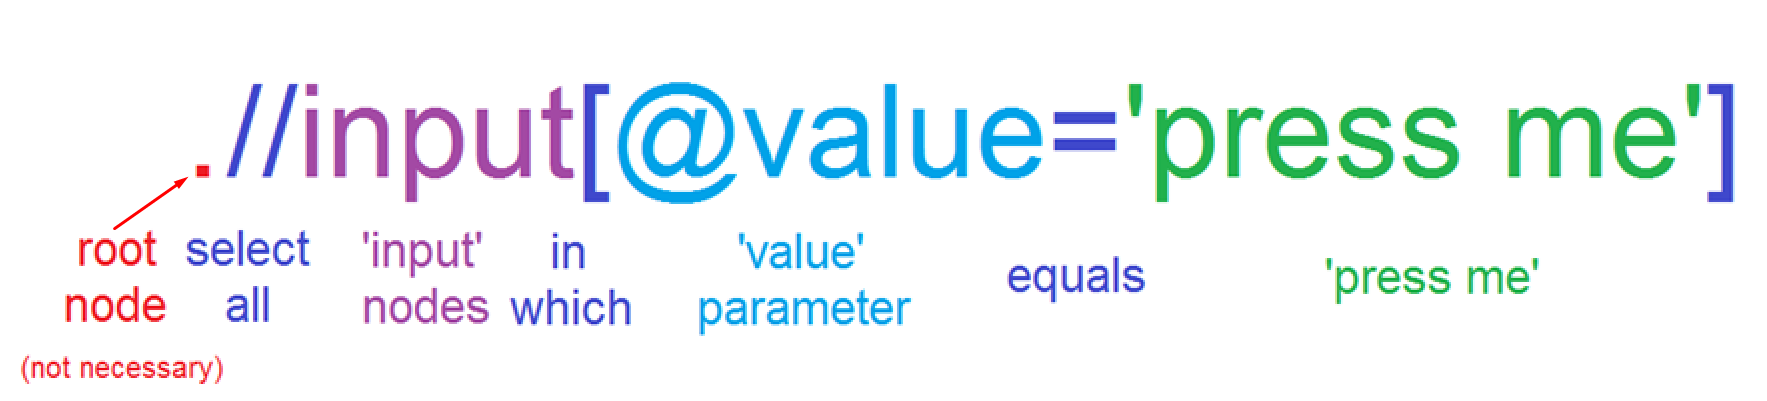 .//input[@value='press me']
root select 'input' in 'value' equals 'press me'
node all nodes which parameter
(not necessary)